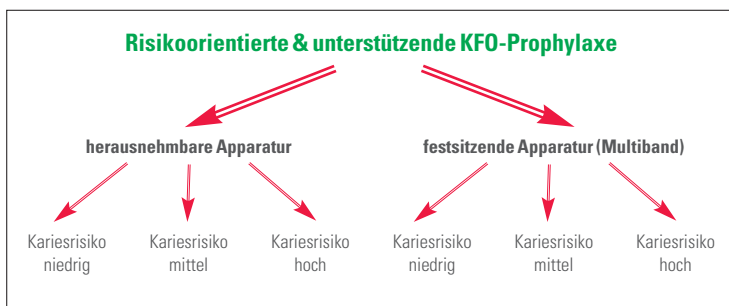 Risikoorientierte & unterstützende KFO-Prophylaxe
herausnehmbare Apparatur
festsitzende Apparatur (Multiband)
Kariesrisiko niedrig
Kariesrisiko mittel
Kariesrisiko hoch
Kariesrisiko niedrig
Kariesrisiko mittel
Kariesrisiko hoch